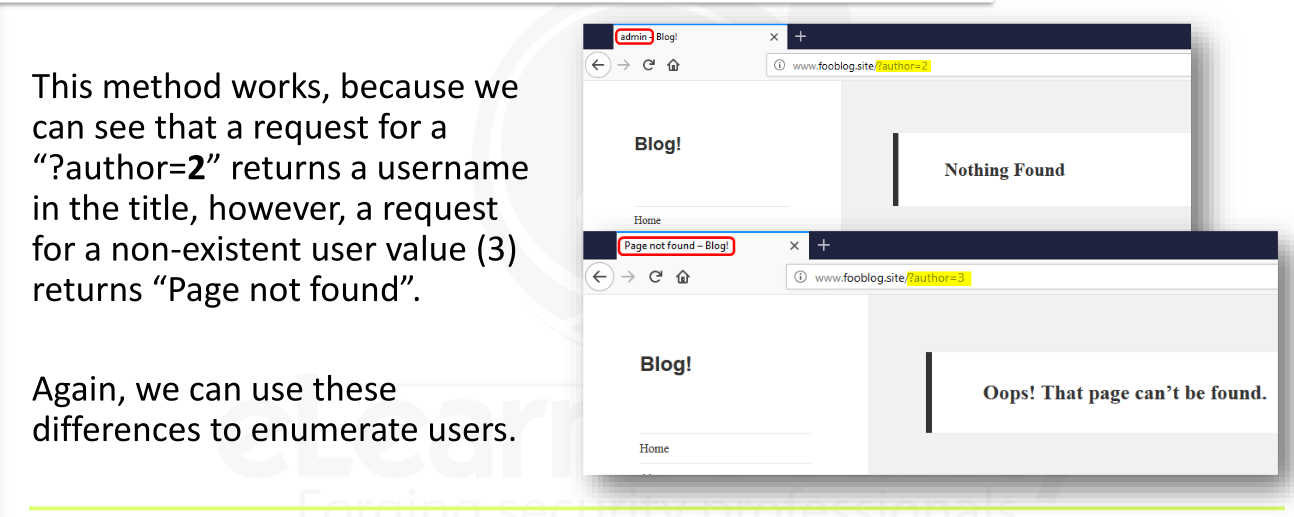 This method works, because we
can see that a request for a
“?author=2” returns a username
in the title, however, a request
for a non-existent user value (3)
returns “Page not found”.
Again, we can use these
differences to enumerate users.
admin – Blog!
www.fooblog.site/?author=2
Blog!
Nothing Found
Home
Page not found – Blog!
www.fooblog.site/?author=3
Blog!
Oops! That page can’t be found.
Home
eLearn
Forging security professionals